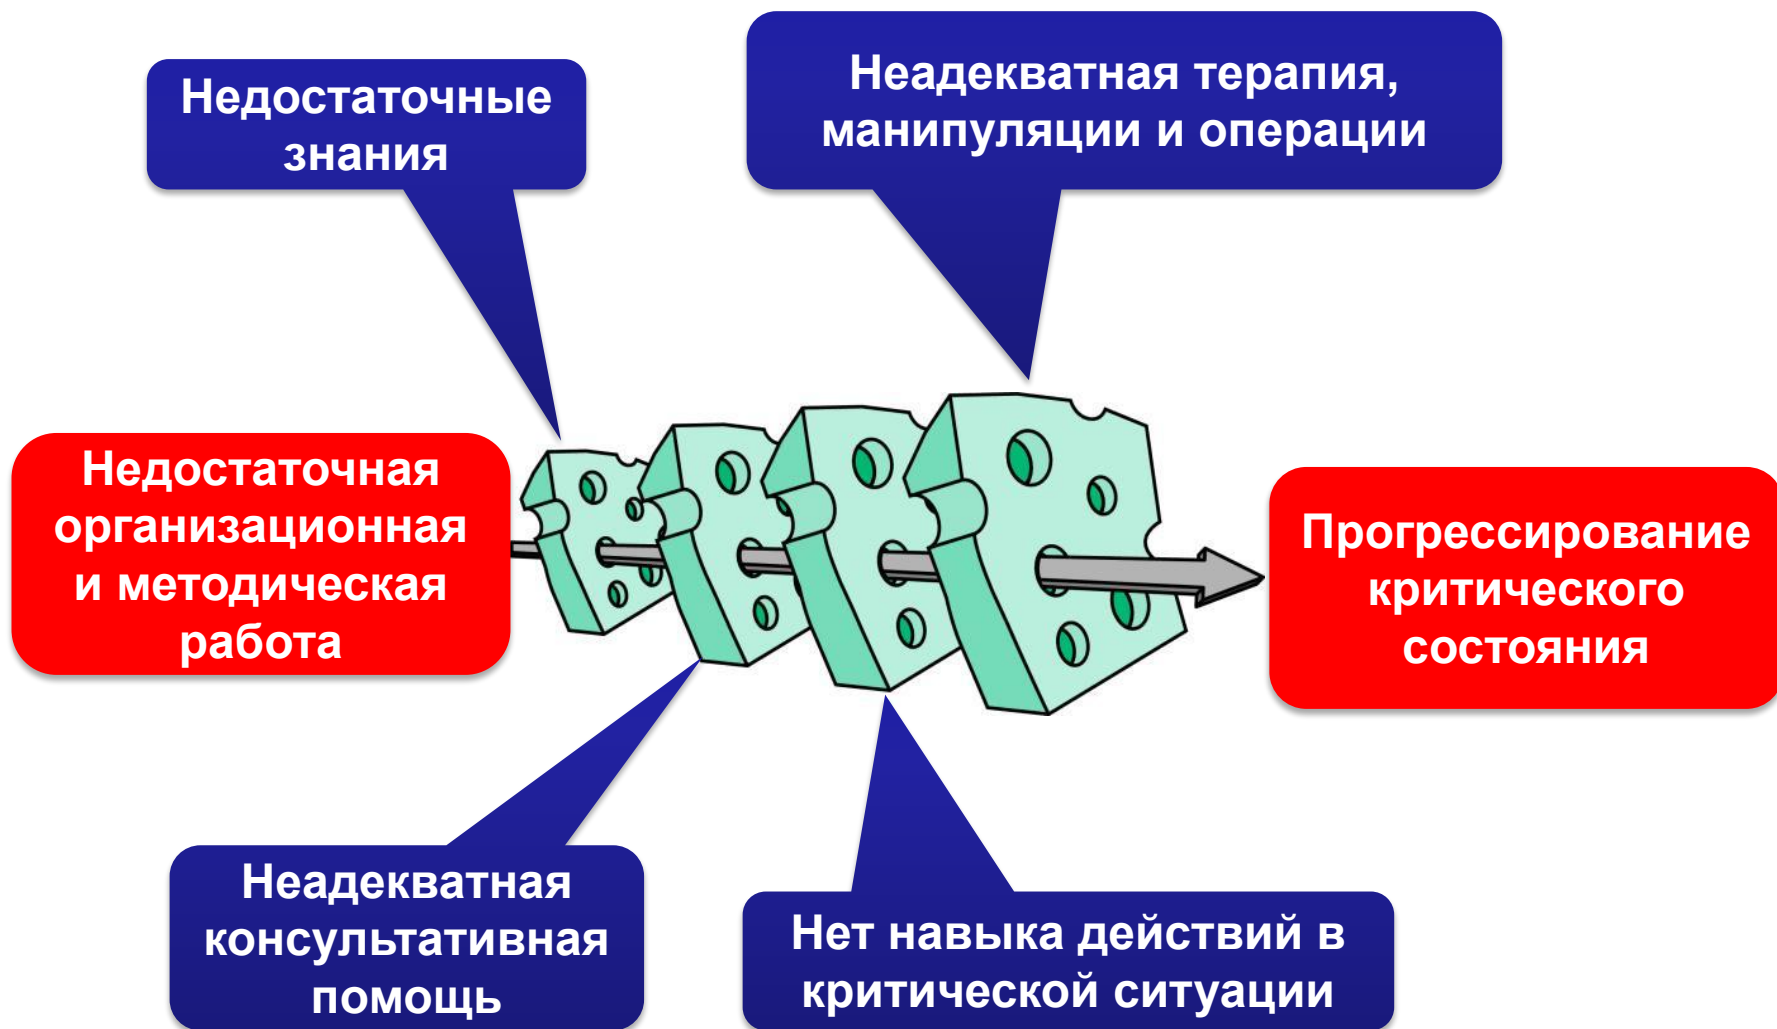 Недостаточные
знания
Неадекватная терапия,
манипуляции и операции
Недостаточная
организационная
и методическая
работа
Прогрессирование
критического
состояния
Неадекватная
консультативная
помощь
Нет навыка действий в
критической ситуации